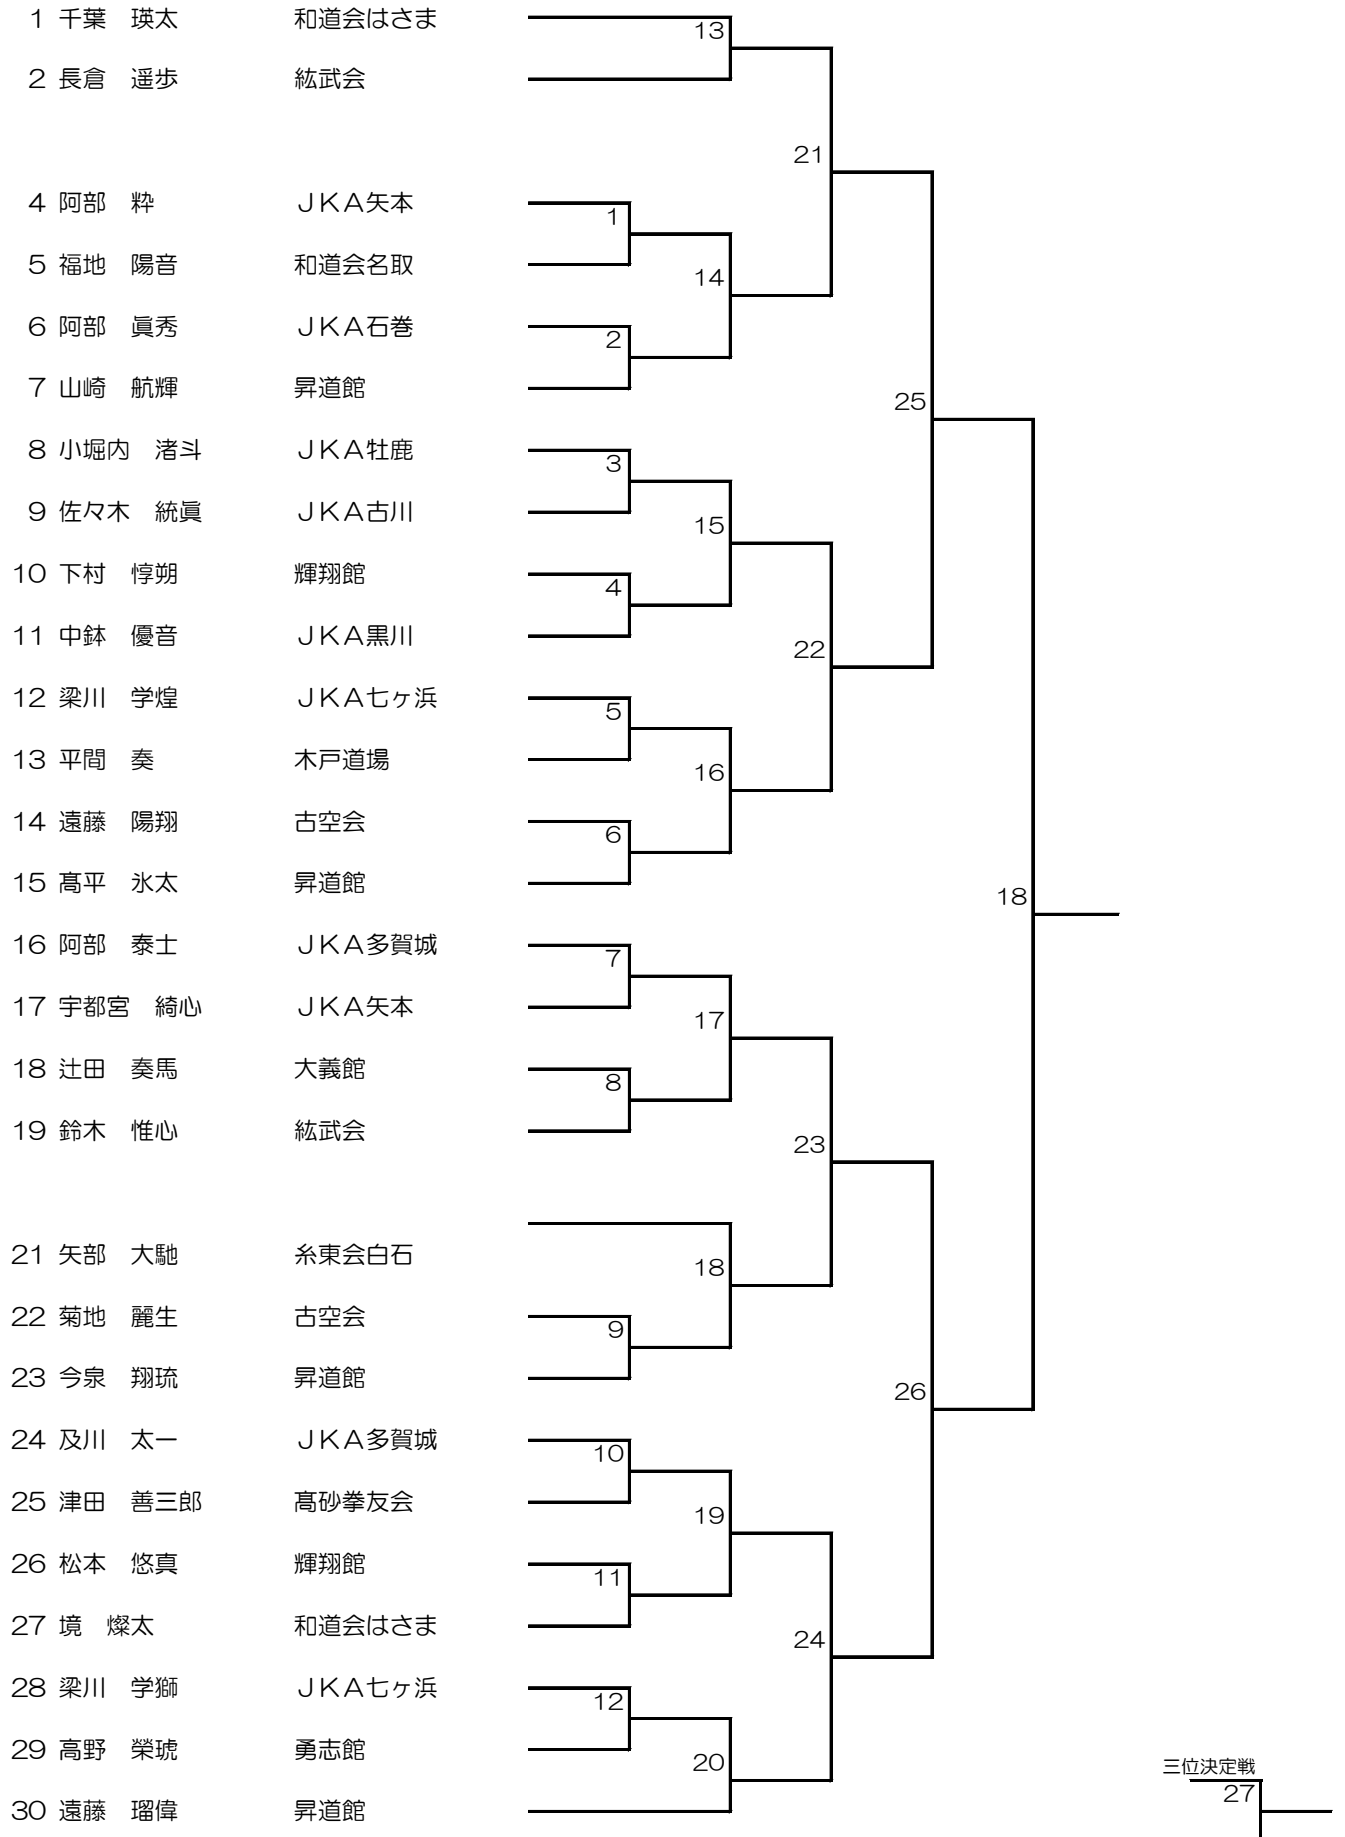 1 千葉　瑛太 和道会はさま
13
2 長倉　遥歩 紘武会
21
4 阿部　粋 ＪＫＡ矢本
1
5 福地　陽音 和道会名取
14
6 阿部　眞秀 ＪＫＡ石巻
2
7 山崎　航輝 昇道館
25
8 小堀内　渚斗 ＪＫＡ牡鹿
3
9 佐々木　統眞 ＪＫＡ古川
15
10 下村　惇朔 輝翔館
4
11 中鉢　優音 ＪＫＡ黒川
22
12 梁川　学煌 ＪＫＡ七ヶ浜
5
13 平間　奏 木戸道場
16
14 遠藤　陽翔 古空会
6
15 髙平　氷太 昇道館
18
16 阿部　泰士 ＪＫＡ多賀城
7
17 宇都宮　綺心 ＪＫＡ矢本
17
18 辻田　奏馬 大義館
8
19 鈴木　惟心 紘武会
23
21 矢部　大馳 糸東会白石
18
22 菊地　麗生 古空会
9
23 今泉　翔琉 昇道館
26
24 及川　太一 ＪＫＡ多賀城
10
25 津田　善三郎 髙砂拳友会
19
26 松本　悠真 輝翔館
11
27 境　燦太 和道会はさま
24
28 梁川　学獅 ＪＫＡ七ヶ浜
12
29 高野　榮琥 勇志館
20
三位決定戦
27
30 遠藤　瑠偉 昇道館